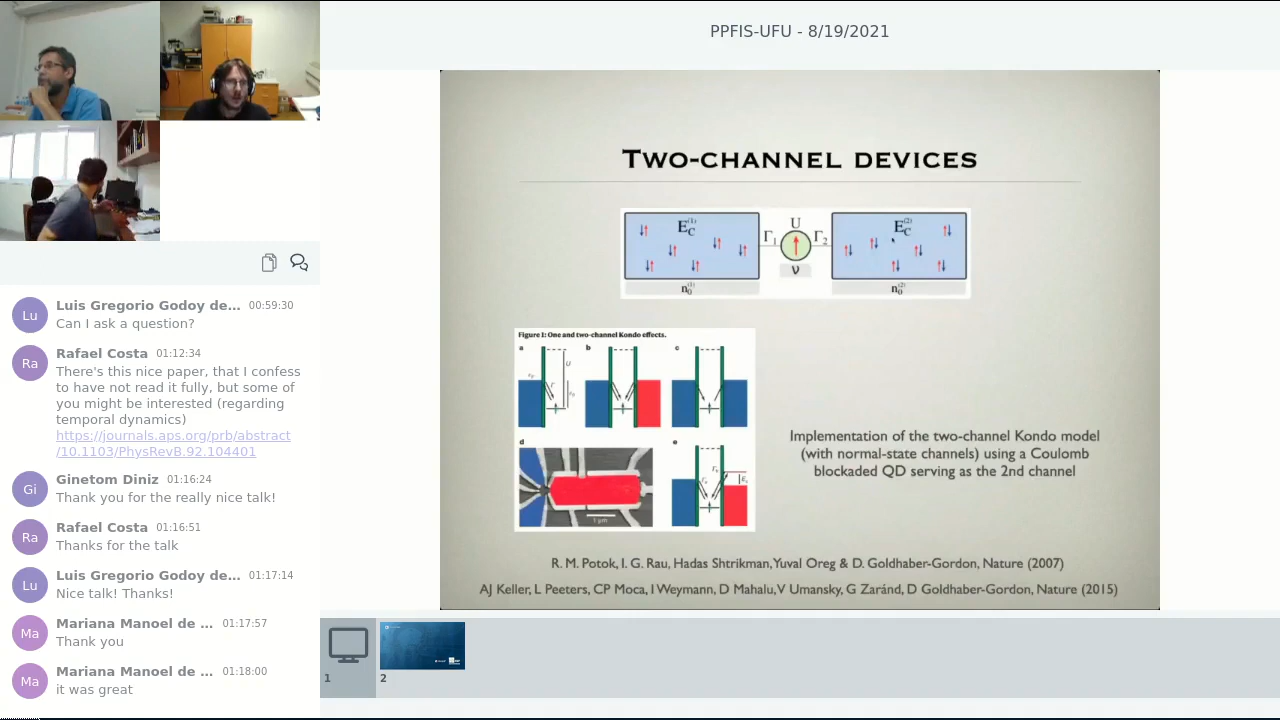 PPFIS-UFU - 8/19/2021
Lu
Luis Gregorio Godoy de... 00:59:30
Can I ask a question?
Ra
Rafael Costa 01:12:34
There's this nice paper, that I confess
to have not read it fully, but some of
you might be interested (regarding
temporal dynamics)
https://journals.aps.org/prb/abstract
/10.1103/PhysRevB.92.104401
Gi
Ginetom Diniz 01:16:24
Thank you for the really nice talk!
Ra
Rafael Costa 01:16:51
Thanks for the talk
Lu
Luis Gregorio Godoy de... 01:17:14
Nice talk! Thanks!
Ma
Mariana Manoel de ... 01:17:57
Thank you
Ma
Mariana Manoel de ... 01:18:00
it was great
TWO-CHANNEL DEVICES
E_C^(1) Γ1 U Γ2 E_C^(2)
ν
n_0^(1) n_0^(2)
Figure 1: One and two-channel Kondo effects.
a b c
U
d e
1 µm
Implementation of the two-channel Kondo model
(with normal-state channels) using a Coulomb
blockaded QD serving as the 2nd channel
R. M. Potok, I. G. Rau, Hadas Shtrikman, Yuval Oreg & D. Goldhaber-Gordon, Nature (2007)
AJ Keller, L Peeters, CP Moca, I Weymann, D Mahalu, V Umansky, G Zaránd, D Goldhaber-Gordon, Nature (2015)
1
2